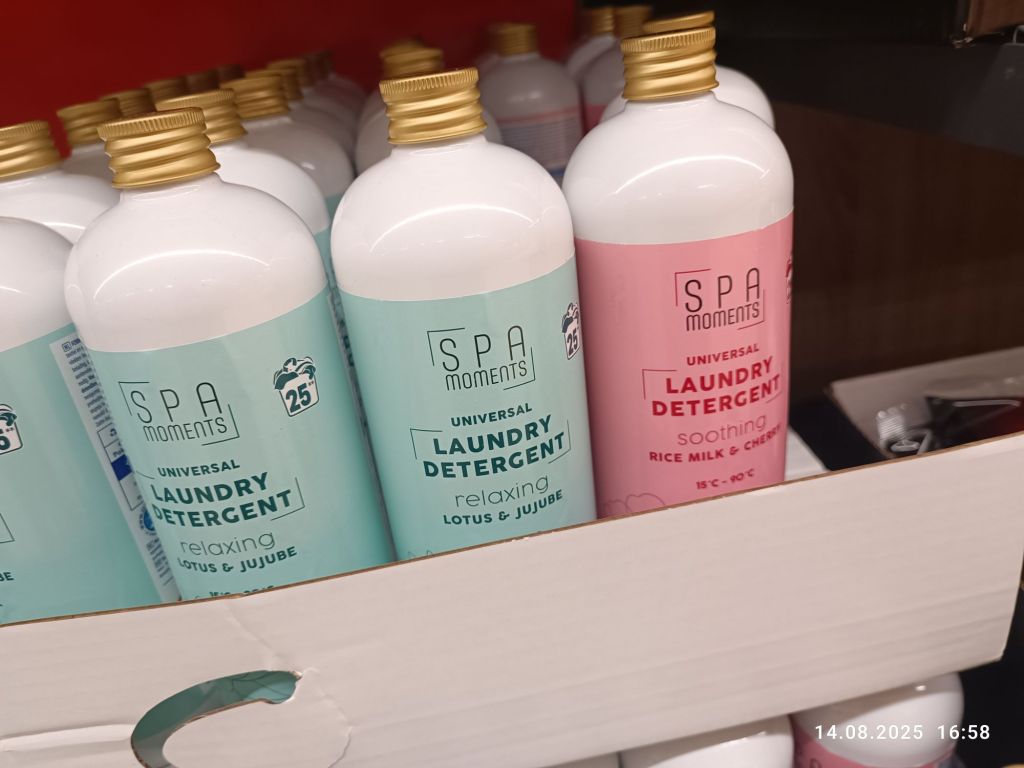 SPA
MOMENTS
25
UNIVERSAL
LAUNDRY
DETERGENT
relaxing
LOTUS & JUJUBE
SPA
MOMENTS
25
UNIVERSAL
LAUNDRY
DETERGENT
relaxing
LOTUS & JUJUBE
SPA
MOMENTS
UNIVERSAL
LAUNDRY
DETERGENT
soothing
RICE MILK & CHERRY
15°C - 90°C
14.08.2025 16:58